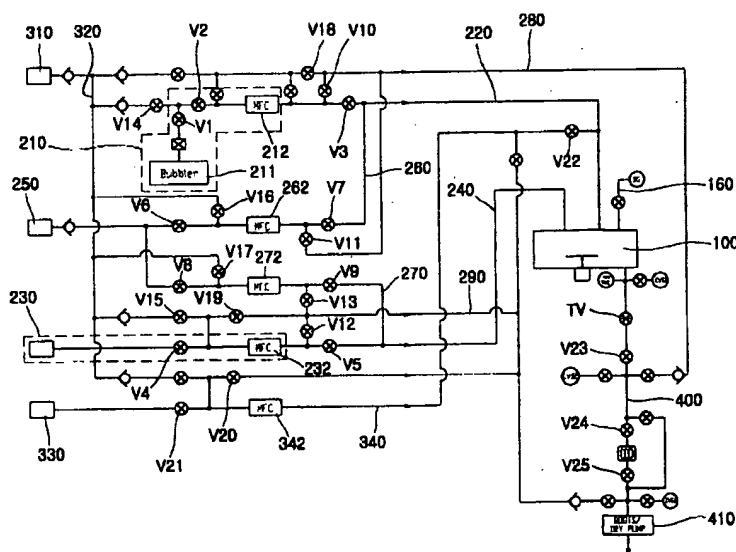 310
320
V2
V18
V10
280
220
V14
V1
MFC
212
V3
V22
210
Bubbler
211
260
160
V16
262
V7
240
250
V6
MFC
V11
100
V17
272
V8
MFC
V9
270
290
V15
V19
V13
TV
230
V12
V23
MFC
V4
232
V5
400
V20
V24
MFC
330
V21
342
340
V25
DRY PUMP
410